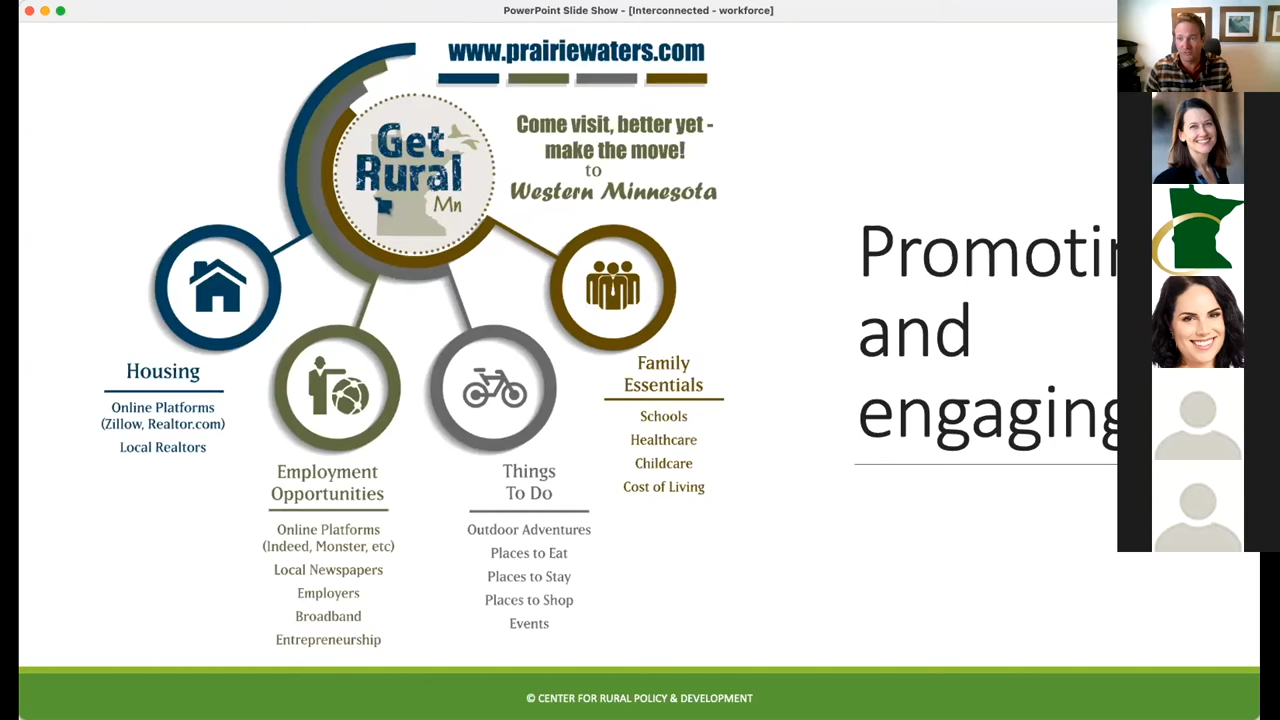 PowerPoint Slide Show - [Interconnected - workforce]
www.prairiewaters.com
Come visit, better yet -
make the move!
to
Western Minnesota
Get
Rural
Mn
Housing
Online Platforms
(Zillow, Realtor.com)
Local Realtors
Employment
Opportunities
Online Platforms
(Indeed, Monster, etc)
Local Newspapers
Employers
Broadband
Entrepreneurship
Things
To Do
Outdoor Adventures
Places to Eat
Places to Stay
Places to Shop
Events
Family
Essentials
Schools
Healthcare
Childcare
Cost of Living
and
engaging
© CENTER FOR RURAL POLICY & DEVELOPMENT